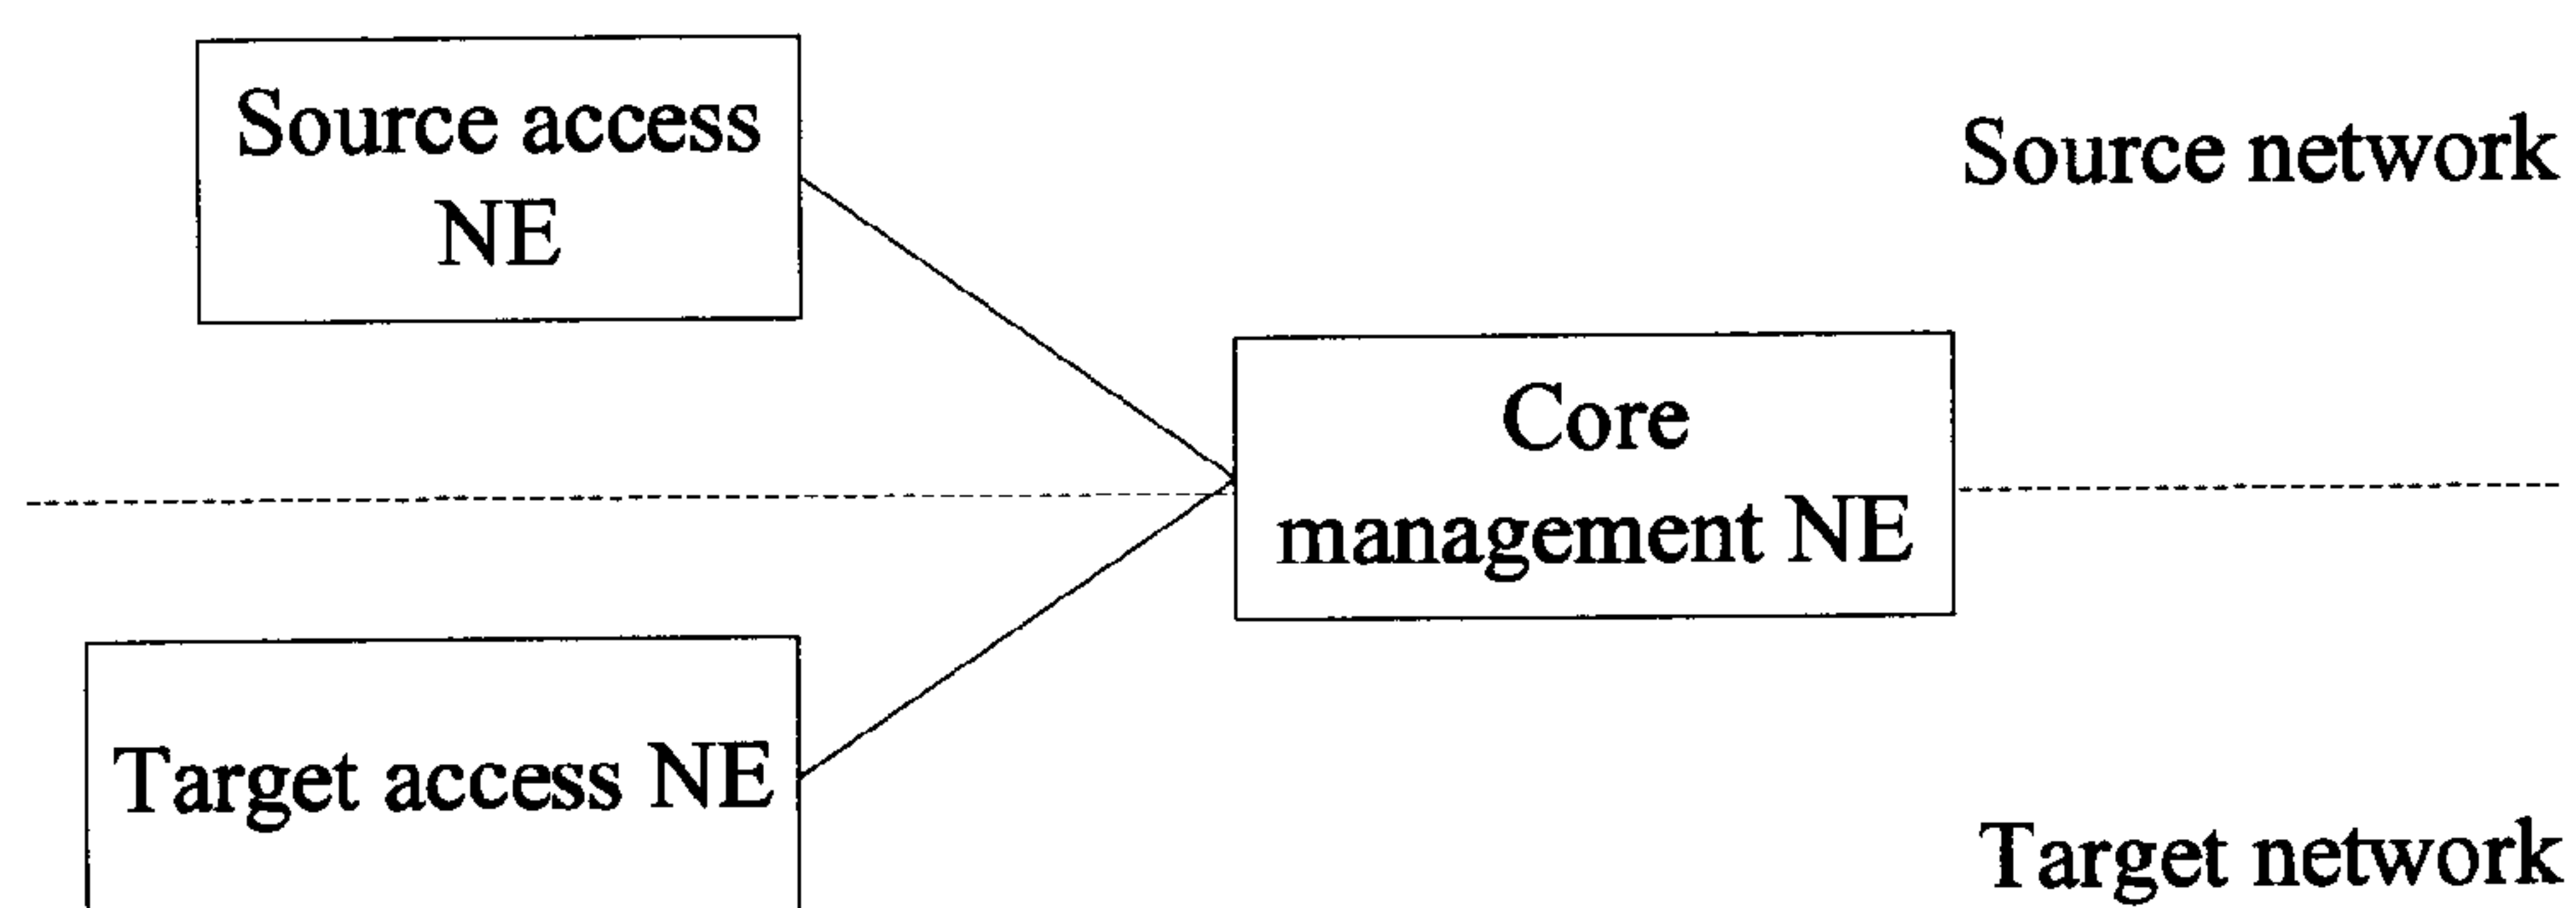 Source access
NE
Source network
Core
management NE
Target access NE
Target network